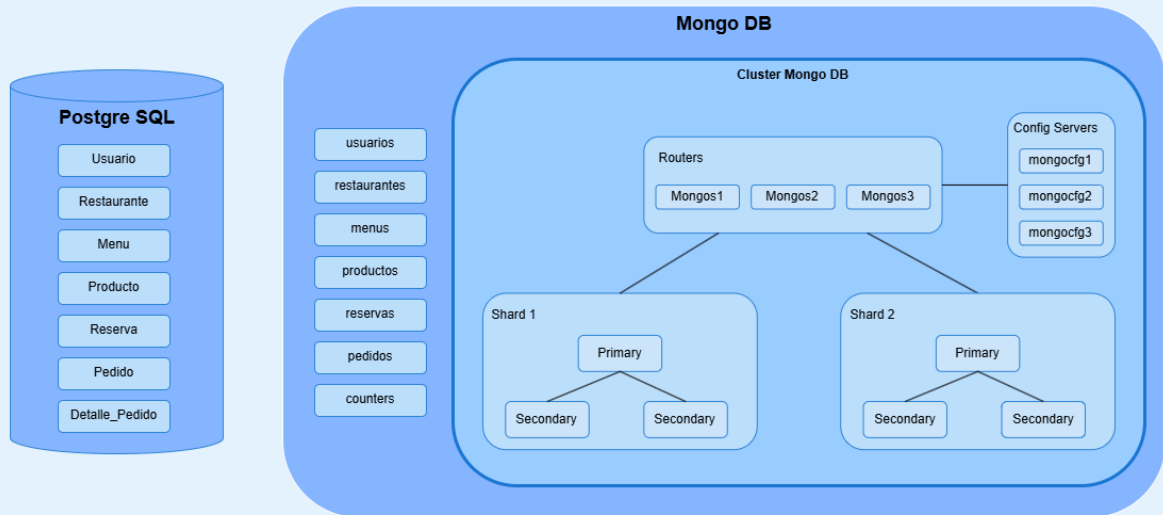 Mongo DB
Postgre SQL
Usuario
Restaurante
Menu
Producto
Reserva
Pedido
Detalle_Pedido
usuarios
restaurantes
menus
productos
reservas
pedidos
counters
Cluster Mongo DB
Routers
Mongos1
Mongos2
Mongos3
Config Servers
mongocfg1
mongocfg2
mongocfg3
Shard 1
Primary
Secondary
Secondary
Shard 2
Primary
Secondary
Secondary